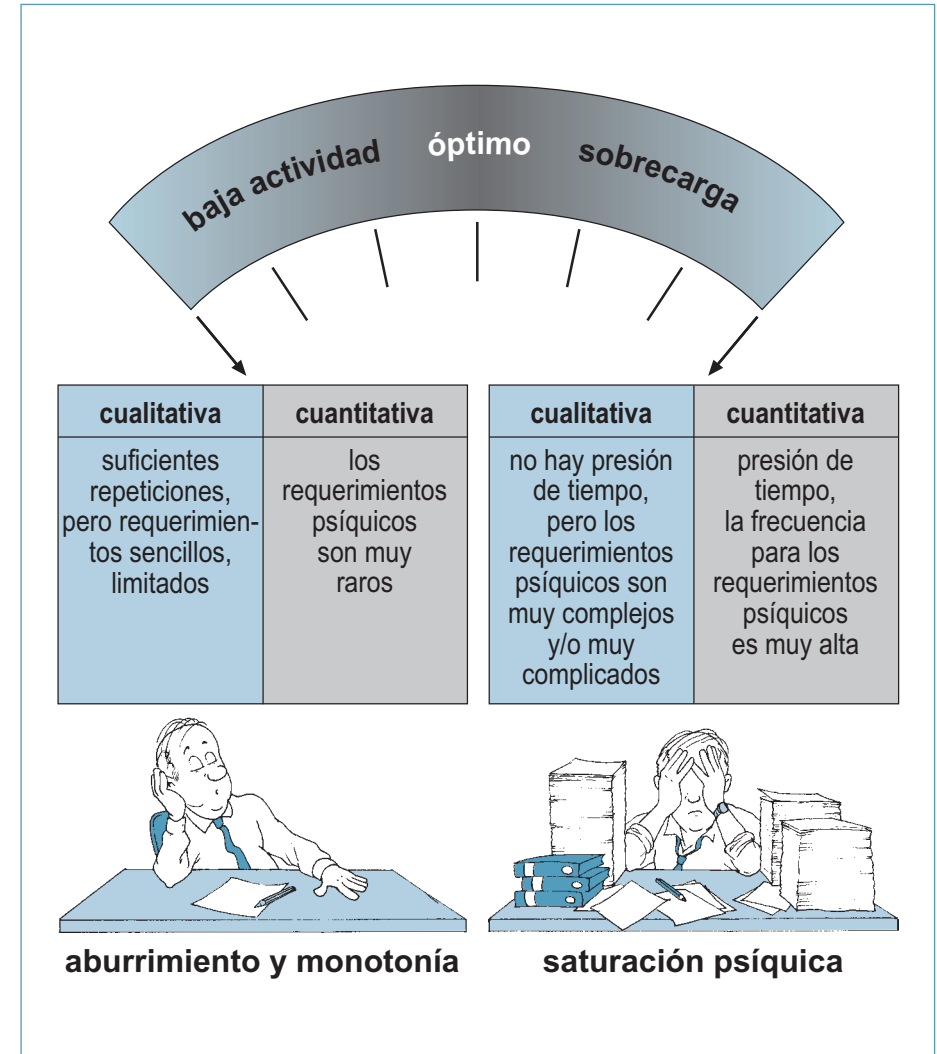 baja actividad óptimo sobrecarga
cualitativa
suficientes
repeticiones,
pero requerimien-
tos sencillos,
limitados
cuantitativa
los
requerimientos
psíquicos
son muy
raros
cualitativa
no hay presión
de tiempo,
pero los
requerimientos
psíquicos son
muy complejos
y/o muy
complicados
cuantitativa
presión de
tiempo,
la frecuencia
para los
requerimientos
psíquicos
es muy alta
aburrimiento y monotonía
saturación psíquica